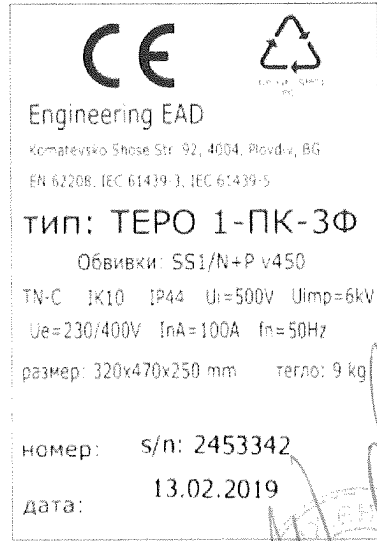 CE
Engineering EAD
Komatevsko Shose Str. 92, 4004, Plovdiv, BG
EN 62208, IEC 61439-3, IEC 61439-5
тип: ТЕРО 1-ПК-3Ф
Обвивки: SS1/N+P v450
TN-C IK10 IP44 Ui=500V Uimp=6kV
Ue=230/400V InA=100A fn=50Hz
размер: 320x470x250 mm тегло: 9 kg
номер: s/n: 2453342
дата: 13.02.2019